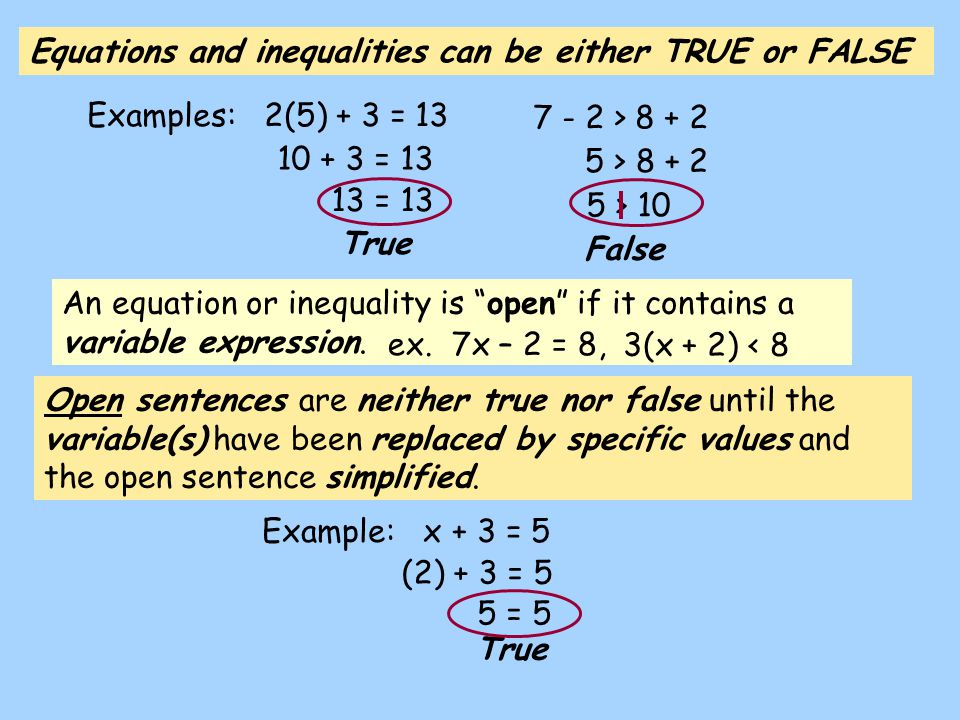 Equations and inequalities can be either TRUE or FALSE
Examples: 2(5) + 3 = 13
10 + 3 = 13
13 = 13
True
7 - 2 > 8 + 2
5 > 8 + 2
5 > 10
False
An equation or inequality is “open” if it contains a
variable expression. ex. 7x – 2 = 8, 3(x + 2) < 8
Open sentences are neither true nor false until the
variable(s) have been replaced by specific values and
the open sentence simplified.
Example: x + 3 = 5
(2) + 3 = 5
5 = 5
True